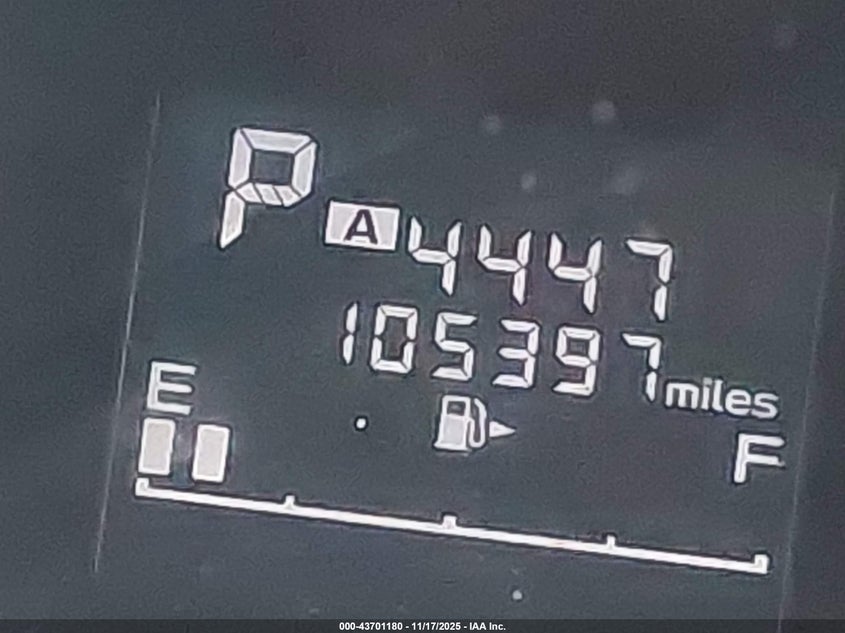 P A 4447
105397 miles
E F
000-43701180 - 11/17/2025 - IAA Inc.